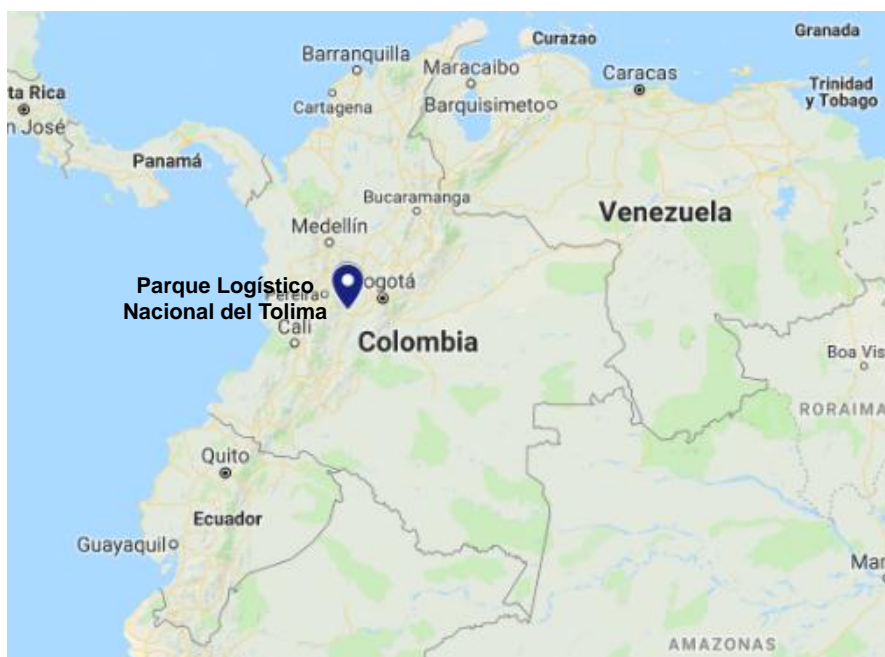 Curazao
Granada
Barranquilla
Maracaibo
Caracas
ta Rica
Cartagena
Barquisimeto
Trinidad
y Tobago
n José
Panamá
Bucaramanga
Medellín
Venezuela
Parque Logístico
ogotá
Pereira
Nacional del Tolima
Cali
Colombia
Boa Vis
RORAIMA
Quito
Ecuador
Guayaquil
Mar
AMAZONAS